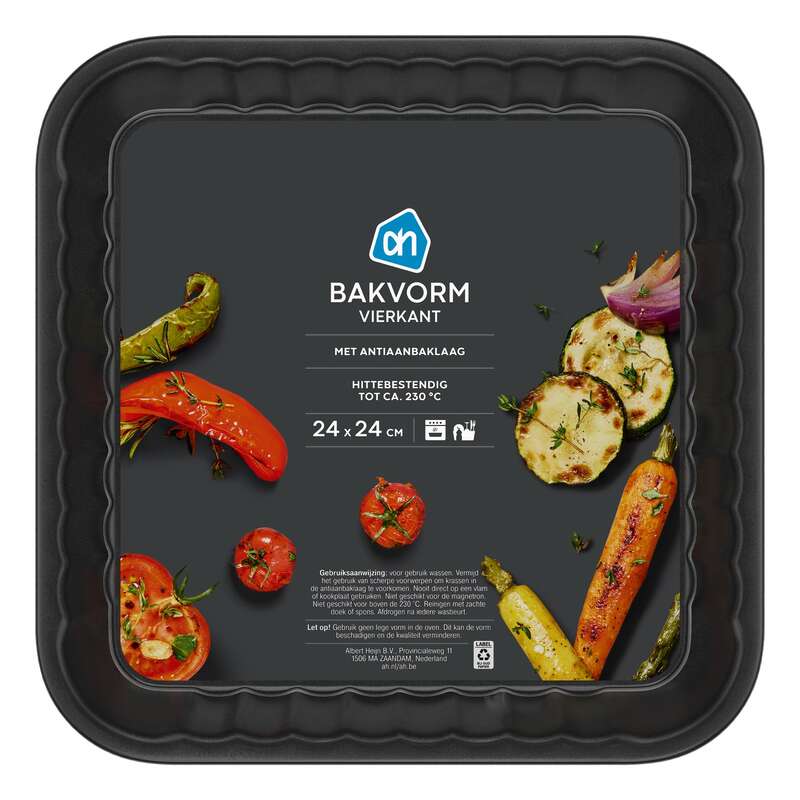 ah
BAKVORM
VIERKANT
MET ANTIAANBAKLAAG
HITTEBESTENDIG
TOT CA. 230 °C
24 x 24 CM
Gebruiksaanwijzing: voor gebruik wassen. Vermijd
het gebruik van scherpe voorwerpen om krassen in
de antiaanbaklaag te voorkomen. Nooit direct op een vlam
of kookplaat gebruiken. Niet geschikt voor de magnetron.
Niet geschikt voor boven de 230 °C. Reinigen met zachte
doek of spons. Afdrogen na iedere wasbeurt.
Let op! Gebruik geen lege vorm in de oven. Dit kan de vorm
beschadigen en de kwaliteit verminderen.
Albert Heijn B.V., Provincialeweg 11
1506 MA ZAANDAM, Nederland
ah.nl/ah.be
LABEL
BIJ OUD
PAPIER